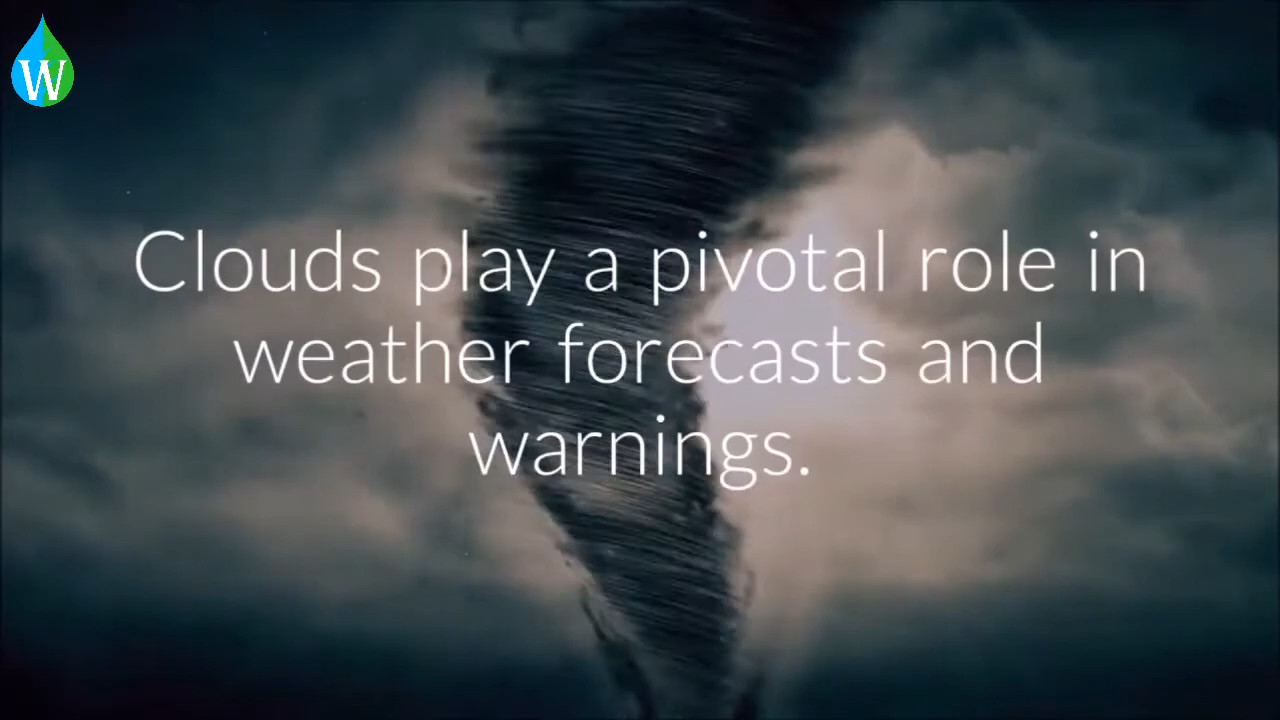 W
Clouds play a pivotal role in
weather forecasts and
warnings.